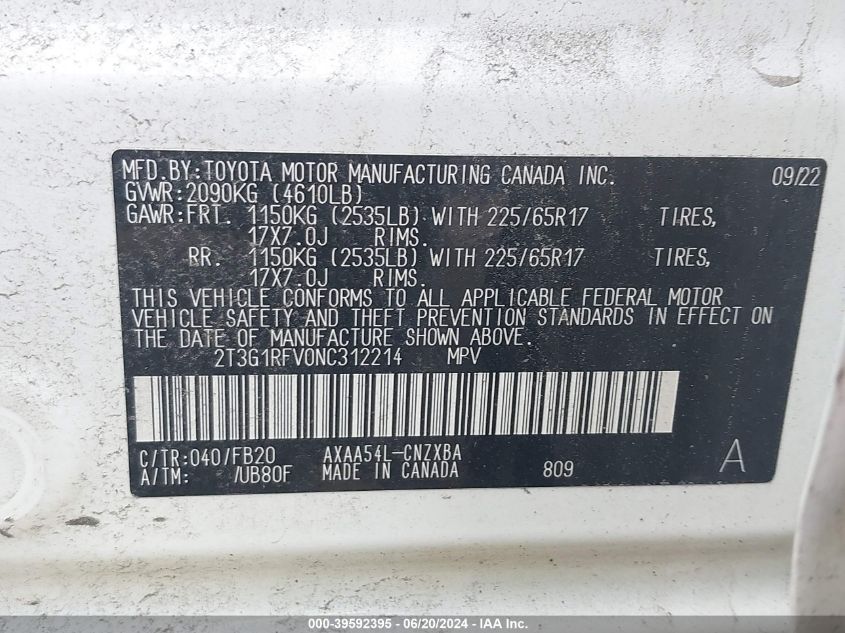 MFD.BY:TOYOTA MOTOR MANUFACTURING CANADA INC. 09/22
GVWR:2090KG (4610LB)
GAWR:FRT. 1150KG (2535LB) WITH 225/65R17 TIRES,
17X7.0J RIMS.
RR. 1150KG (2535LB) WITH 225/65R17 TIRES,
17X7.0J RIMS.
THIS VEHICLE CONFORMS TO ALL APPLICABLE FEDERAL MOTOR
VEHICLE SAFETY AND THEFT PREVENTION STANDARDS IN EFFECT ON
THE DATE OF MANUFACTURE SHOWN ABOVE.
2T3G1RFV0NC312214 MPV
C/TR:040/FB20 AXAA54L-CNZXBA
A/TM: /UB80F MADE IN CANADA 809 A
000-39592395 - 06/20/2024 - IAA Inc.